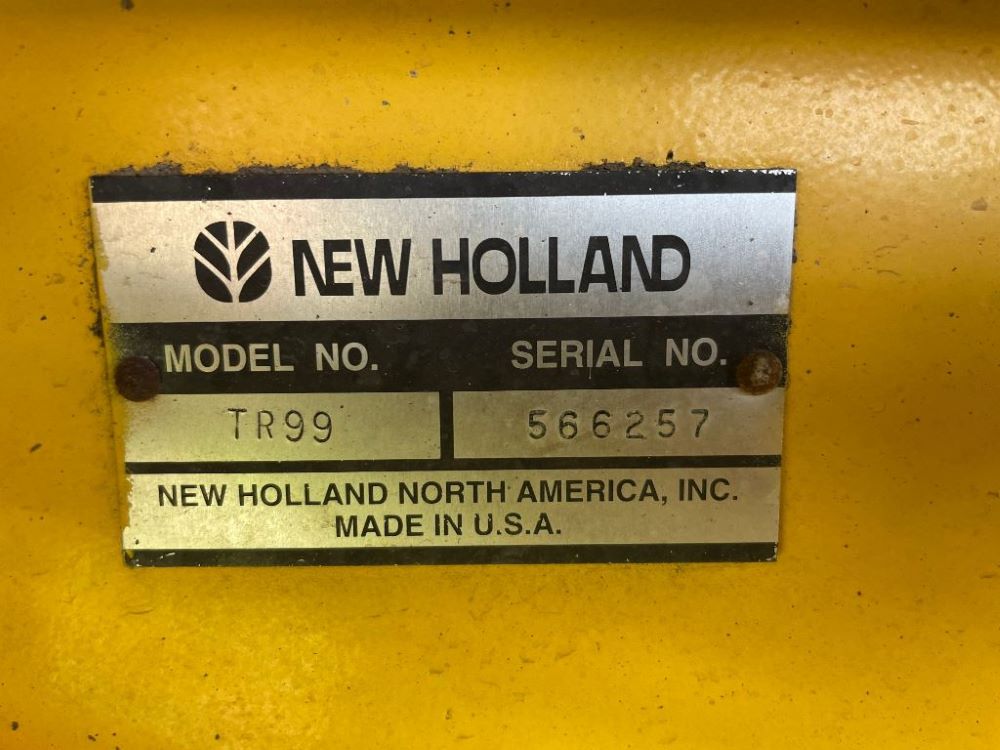 NEW HOLLAND
MODEL NO. SERIAL NO.
TR99 566257
NEW HOLLAND NORTH AMERICA, INC.
MADE IN U.S.A.